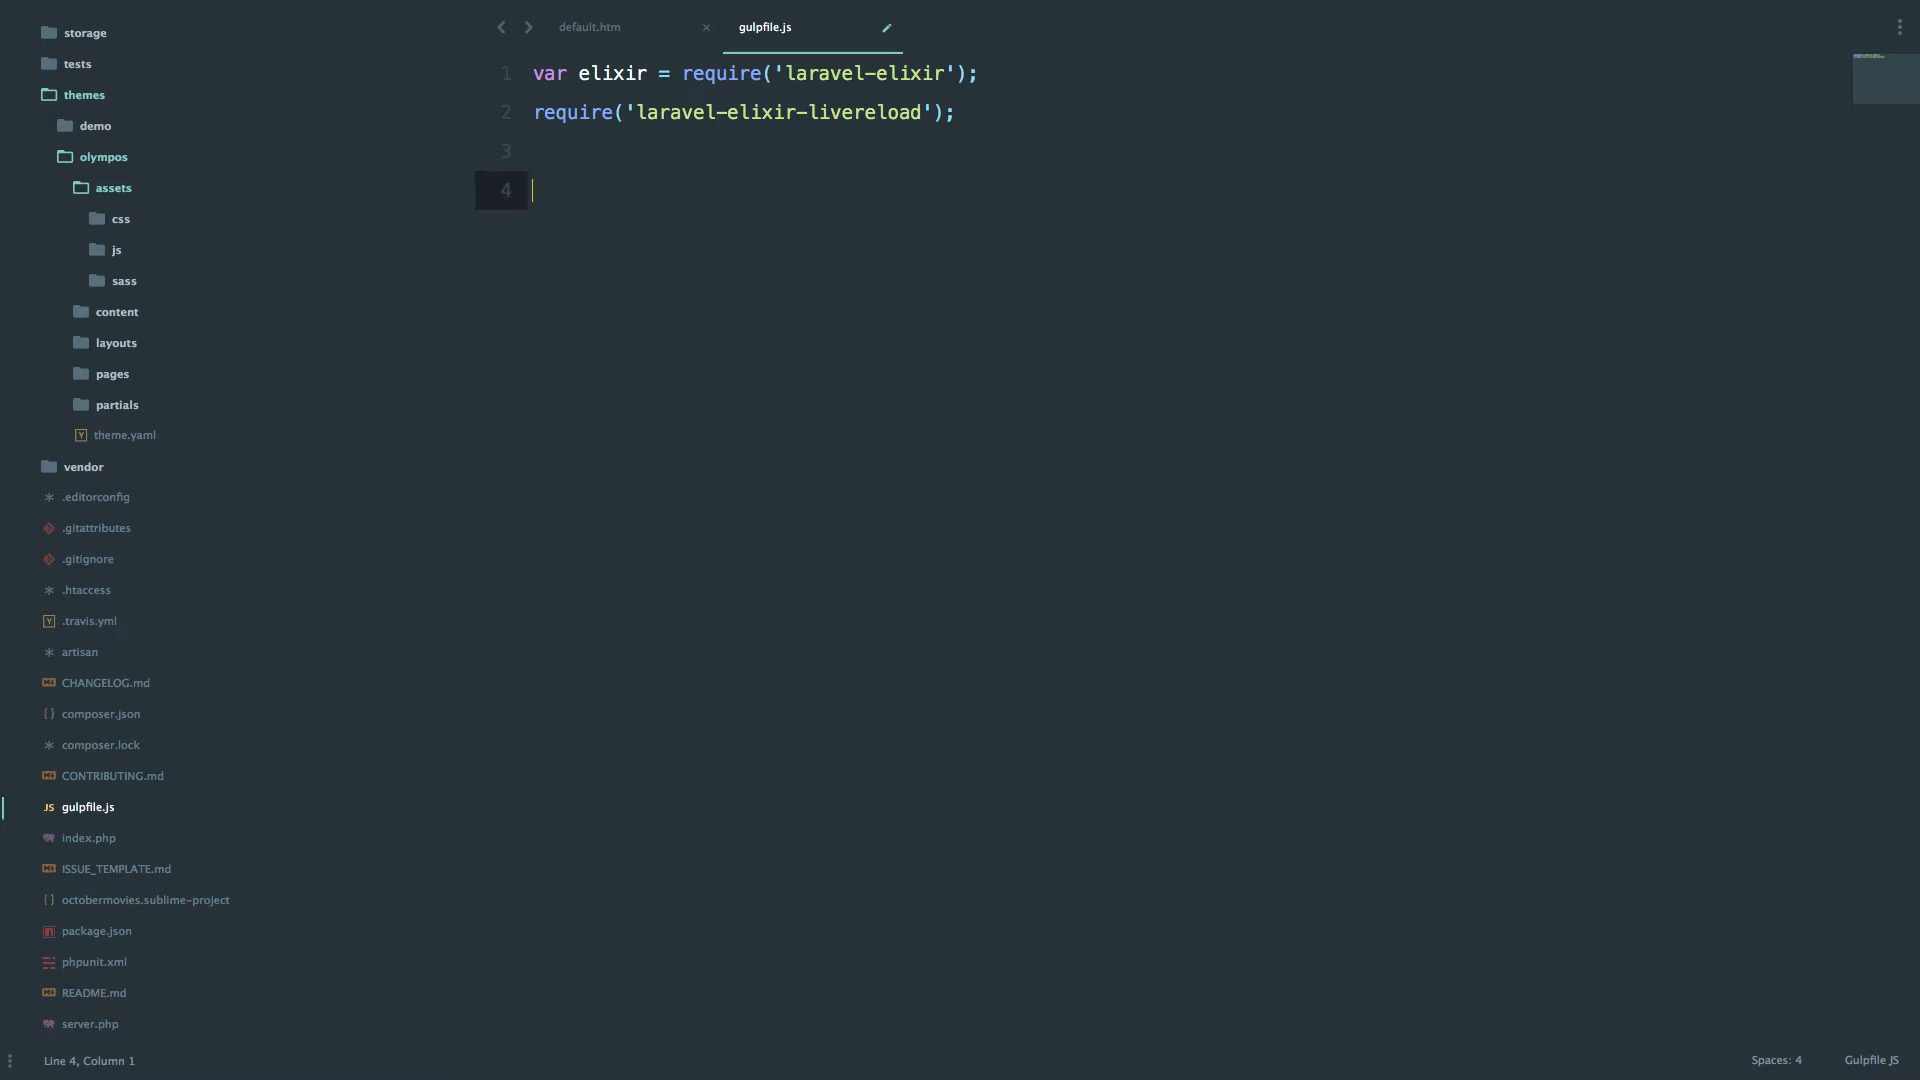 storage
tests
themes
demo
olympos
assets
css
js
sass
content
layouts
pages
partials
theme.yaml
vendor
.editorconfig
.gitattributes
.gitignore
.htaccess
.travis.yml
artisan
CHANGELOG.md
composer.json
composer.lock
CONTRIBUTING.md
JS gulpfile.js
index.php
ISSUE_TEMPLATE.md
octobermovies.sublime-project
package.json
phpunit.xml
README.md
server.php
default.htm
gulpfile.js
1 var elixir = require('laravel-elixir');
2 require('laravel-elixir-livereload');
3
4
Line 4, Column 1
Spaces: 4
Gulpfile JS